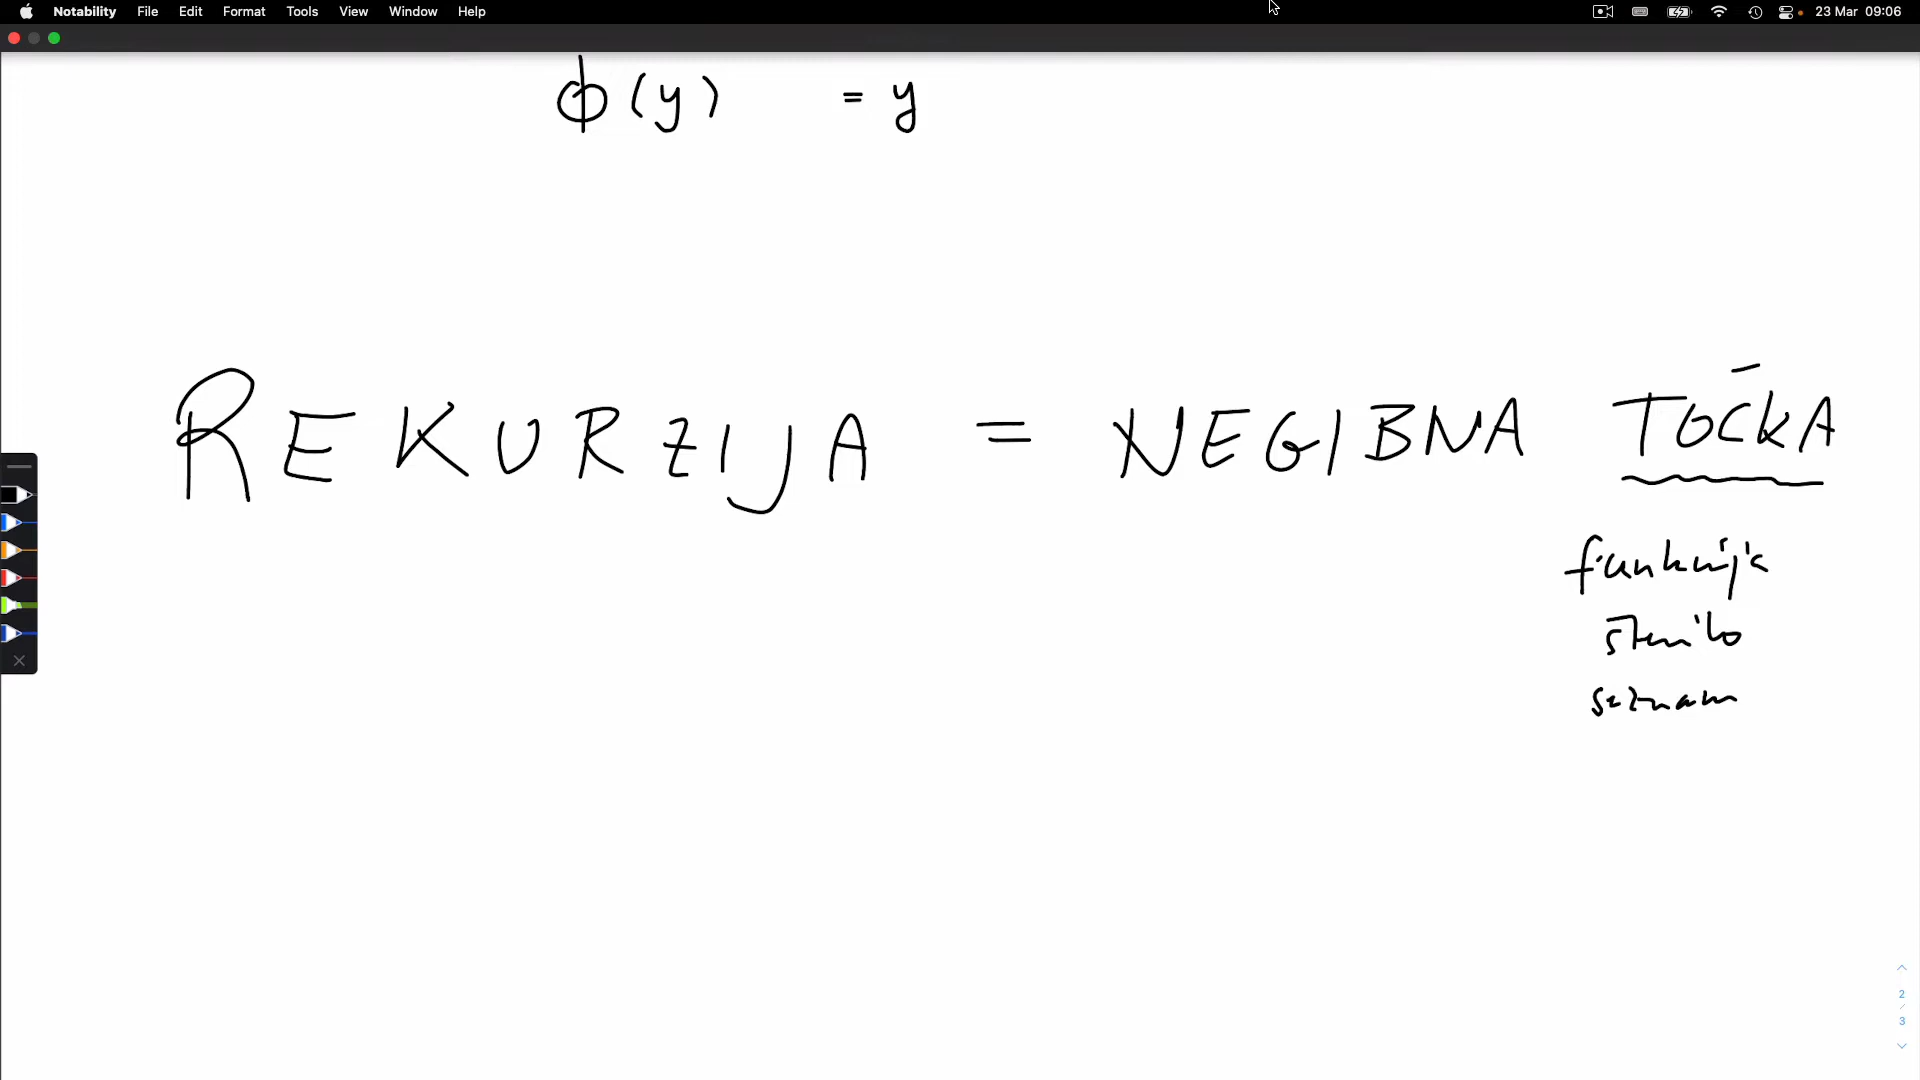 Notability File Edit Format Tools View Window Help 23 Mar 09:06
ϕ(y) = y
REKURZIJA = NEGIBNA TOČKA
funkcija
število
seznam
2
/
3